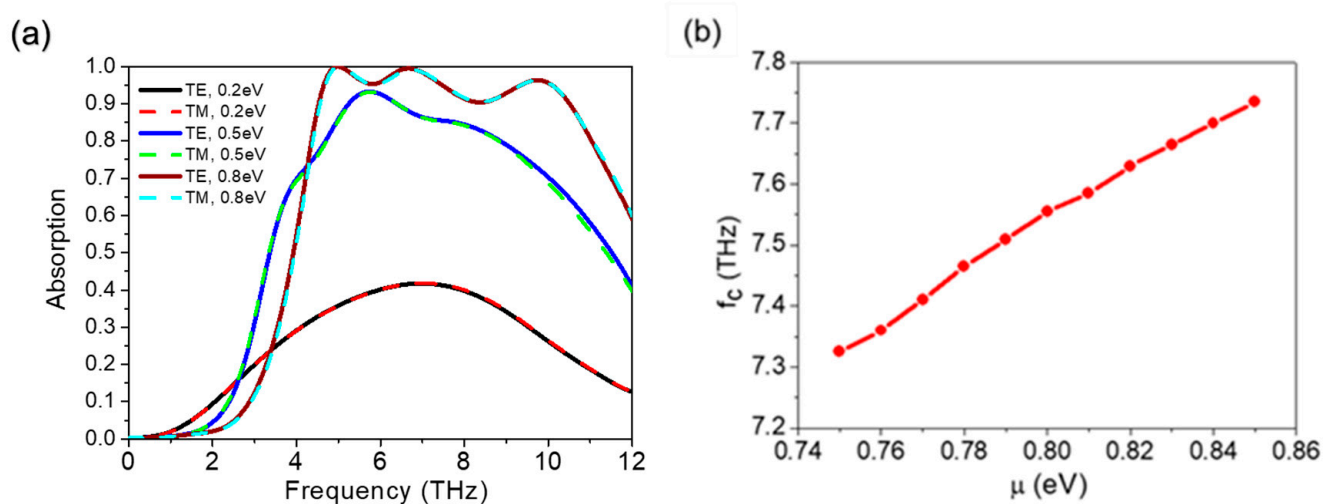 (a)
1.0
0.9
0.8
0.7
0.6
0.5
0.4
0.3
0.2
0.1
0.0
Absorption
TE, 0.2eV
TM, 0.2eV
TE, 0.5eV
TM, 0.5eV
TE, 0.8eV
TM, 0.8eV
0 2 4 6 8 10 12
Frequency (THz)
(b)
7.8
7.7
7.6
7.5
7.4
7.3
7.2
fc (THz)
0.74 0.76 0.78 0.80 0.82 0.84 0.86
μ (eV)